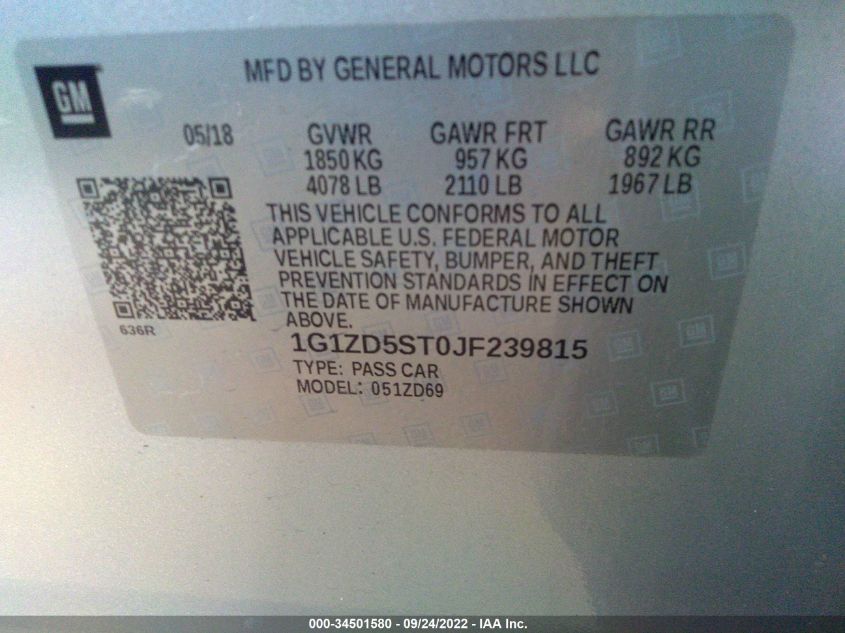 MFD BY GENERAL MOTORS LLC
GM
05/18 GVWR GAWR FRT GAWR RR
1850 KG 957 KG 892 KG
4078 LB 2110 LB 1967 LB
THIS VEHICLE CONFORMS TO ALL
APPLICABLE U.S. FEDERAL MOTOR
VEHICLE SAFETY, BUMPER, AND THEFT
PREVENTION STANDARDS IN EFFECT ON
THE DATE OF MANUFACTURE SHOWN
ABOVE.
636R
1G1ZD5ST0JF239815
TYPE: PASS CAR
MODEL: 051ZD69
000-34501580 - 09/24/2022 - IAA Inc.